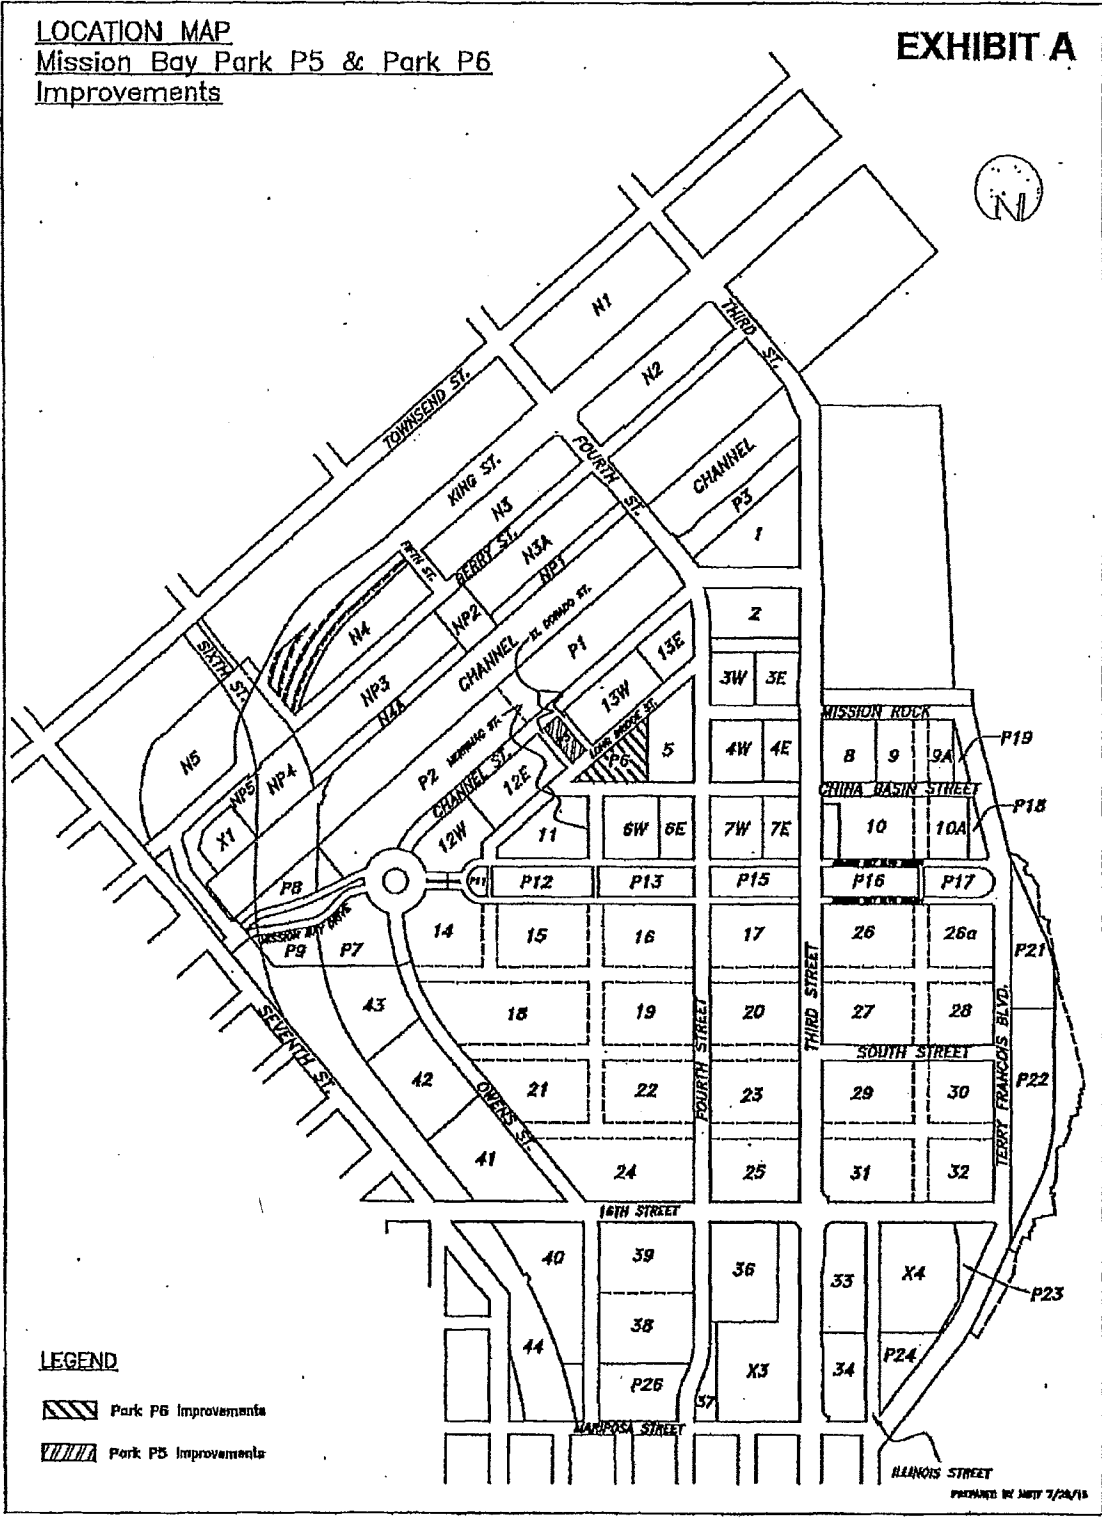 LOCATION MAP
Mission Bay Park P5 & Park P6
Improvements
EXHIBIT A
N
N1
THIRD ST.
N2
TOWNSEND ST.
FOURTH ST.
CHANNEL
KING ST.
P3
N3
1
BERRY ST.
N3A
FIFTH ST.
NP1
EL DORADO ST.
2
NP2
N4
P1
SIXTH ST.
CHANNEL
13E
3W
3E
NP3
13W
N4A
MISSION ROCK
LONG BRIDGE ST.
P19
N5
MERRIMAC ST.
P5
P6
5
4W
4E
8
9
9A
NP4
P2
CHANNEL ST.
12E
CHINA BASIN STREET
NP5
P18
X1
12W
11
6W
6E
7W
7E
10
10A
P8
P11
P12
P13
P15
P16
P17
MISSION BAY DRIVE
P9
P7
14
15
16
17
26
26a
P21
43
18
19
20
THIRD STREET
27
28
SEVENTH ST.
FOURTH STREET
SOUTH STREET
TERRY FRANCOIS BLVD.
42
OWENS ST.
21
22
23
29
30
P22
41
24
25
31
32
16TH STREET
40
39
36
33
X4
P23
44
38
X3
34
P24
P26
37
MARIPOSA STREET
ILLINOIS STREET
LEGEND
Park P6 Improvements
Park P5 Improvements